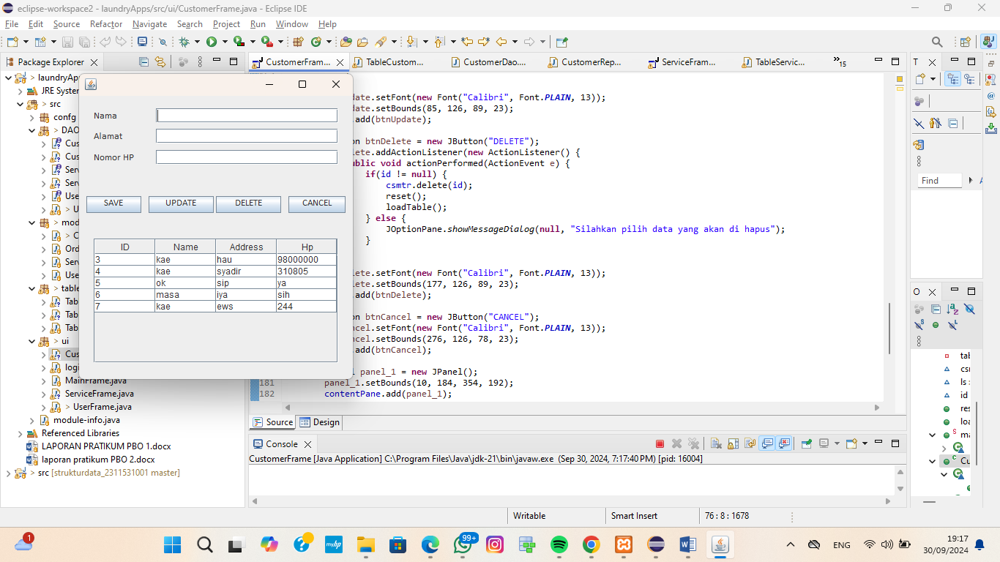 eclipse-workspace2 - laundryApps/src/ui/CustomerFrame.java - Eclipse IDE
File Edit Source Refactor Navigate Search Project Run Window Help
Package Explorer
CustomerFram... TableCustom... CustomerDao.... CustomerRep... ServiceFram... TableServic... »15
T
> laundryAp
JRE Syster
> src
confg
> DAO
Cus
Cus
Serv
Serv
Use
> U
> mod
> C
Ord
Serv
Use
> table
Tab
Tab
Tab
> ui
Cus
logi
MainFrame.java
ServiceFrame.java
> UserFrame.java
module-info.java
Referenced Libraries
LAPORAN PRATIKUM PBO 1.docx
laporan pratikum PBO 2.docx
> src [strukturdata_2311531001 master]
Nama
Alamat
Nomor HP
SAVE UPDATE DELETE CANCEL
ID Name Address Hp
3 kae hau 98000000
4 kae syadir 310805
5 ok sip ya
6 masa iya sih
7 kae ews 244
date.setFont(new Font("Calibri", Font.PLAIN, 13));
date.setBounds(85, 126, 89, 23);
.add(btnUpdate);
on btnDelete = new JButton("DELETE");
lete.addActionListener(new ActionListener() {
ublic void actionPerformed(ActionEvent e) {
if(id != null) {
csmtr.delete(id);
reset();
loadTable();
} else {
JOptionPane.showMessageDialog(null, "Silahkan pilih data yang akan di hapus");
}
lete.setFont(new Font("Calibri", Font.PLAIN, 13));
lete.setBounds(177, 126, 89, 23);
.add(btnDelete);
on btnCancel = new JButton("CANCEL");
ncel.setFont(new Font("Calibri", Font.PLAIN, 13));
ncel.setBounds(276, 126, 78, 23);
.add(btnCancel);
l panel_1 = new JPanel();
181 panel_1.setBounds(10, 184, 354, 192);
182 contentPane.add(panel_1);
Source Design
Find
O
tab
csr
ls :
id
res
loa
ma
Cu
Console
CustomerFrame [Java Application] C:\Program Files\Java\jdk-21\bin\javaw.exe (Sep 30, 2024, 7:17:40 PM) [pid: 16004]
Writable Smart Insert 76 : 8 : 1678
1
myhp
99+
ENG
19:17
30/09/2024